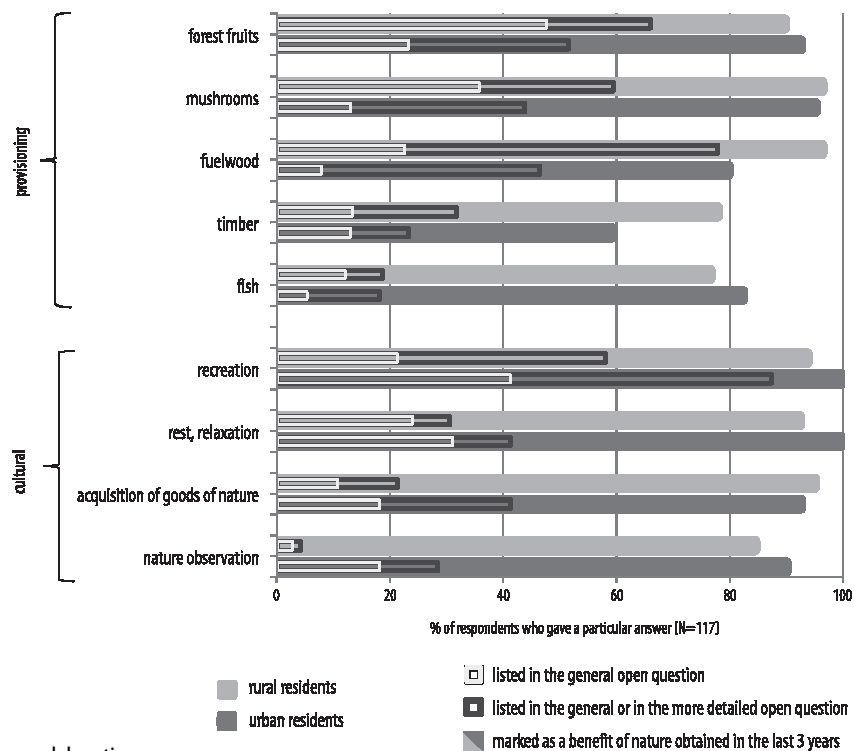 provisioning
forest fruits
mushrooms
fuelwood
timber
fish
cultural
recreation
rest, relaxation
acquisition of goods of nature
nature observation
0 20 40 60 80 100
% of respondents who gave a particular answer [N=117]
rural residents
urban residents
listed in the general open question
listed in the general or in the more detailed open question
marked as a benefit of nature obtained in the last 3 years